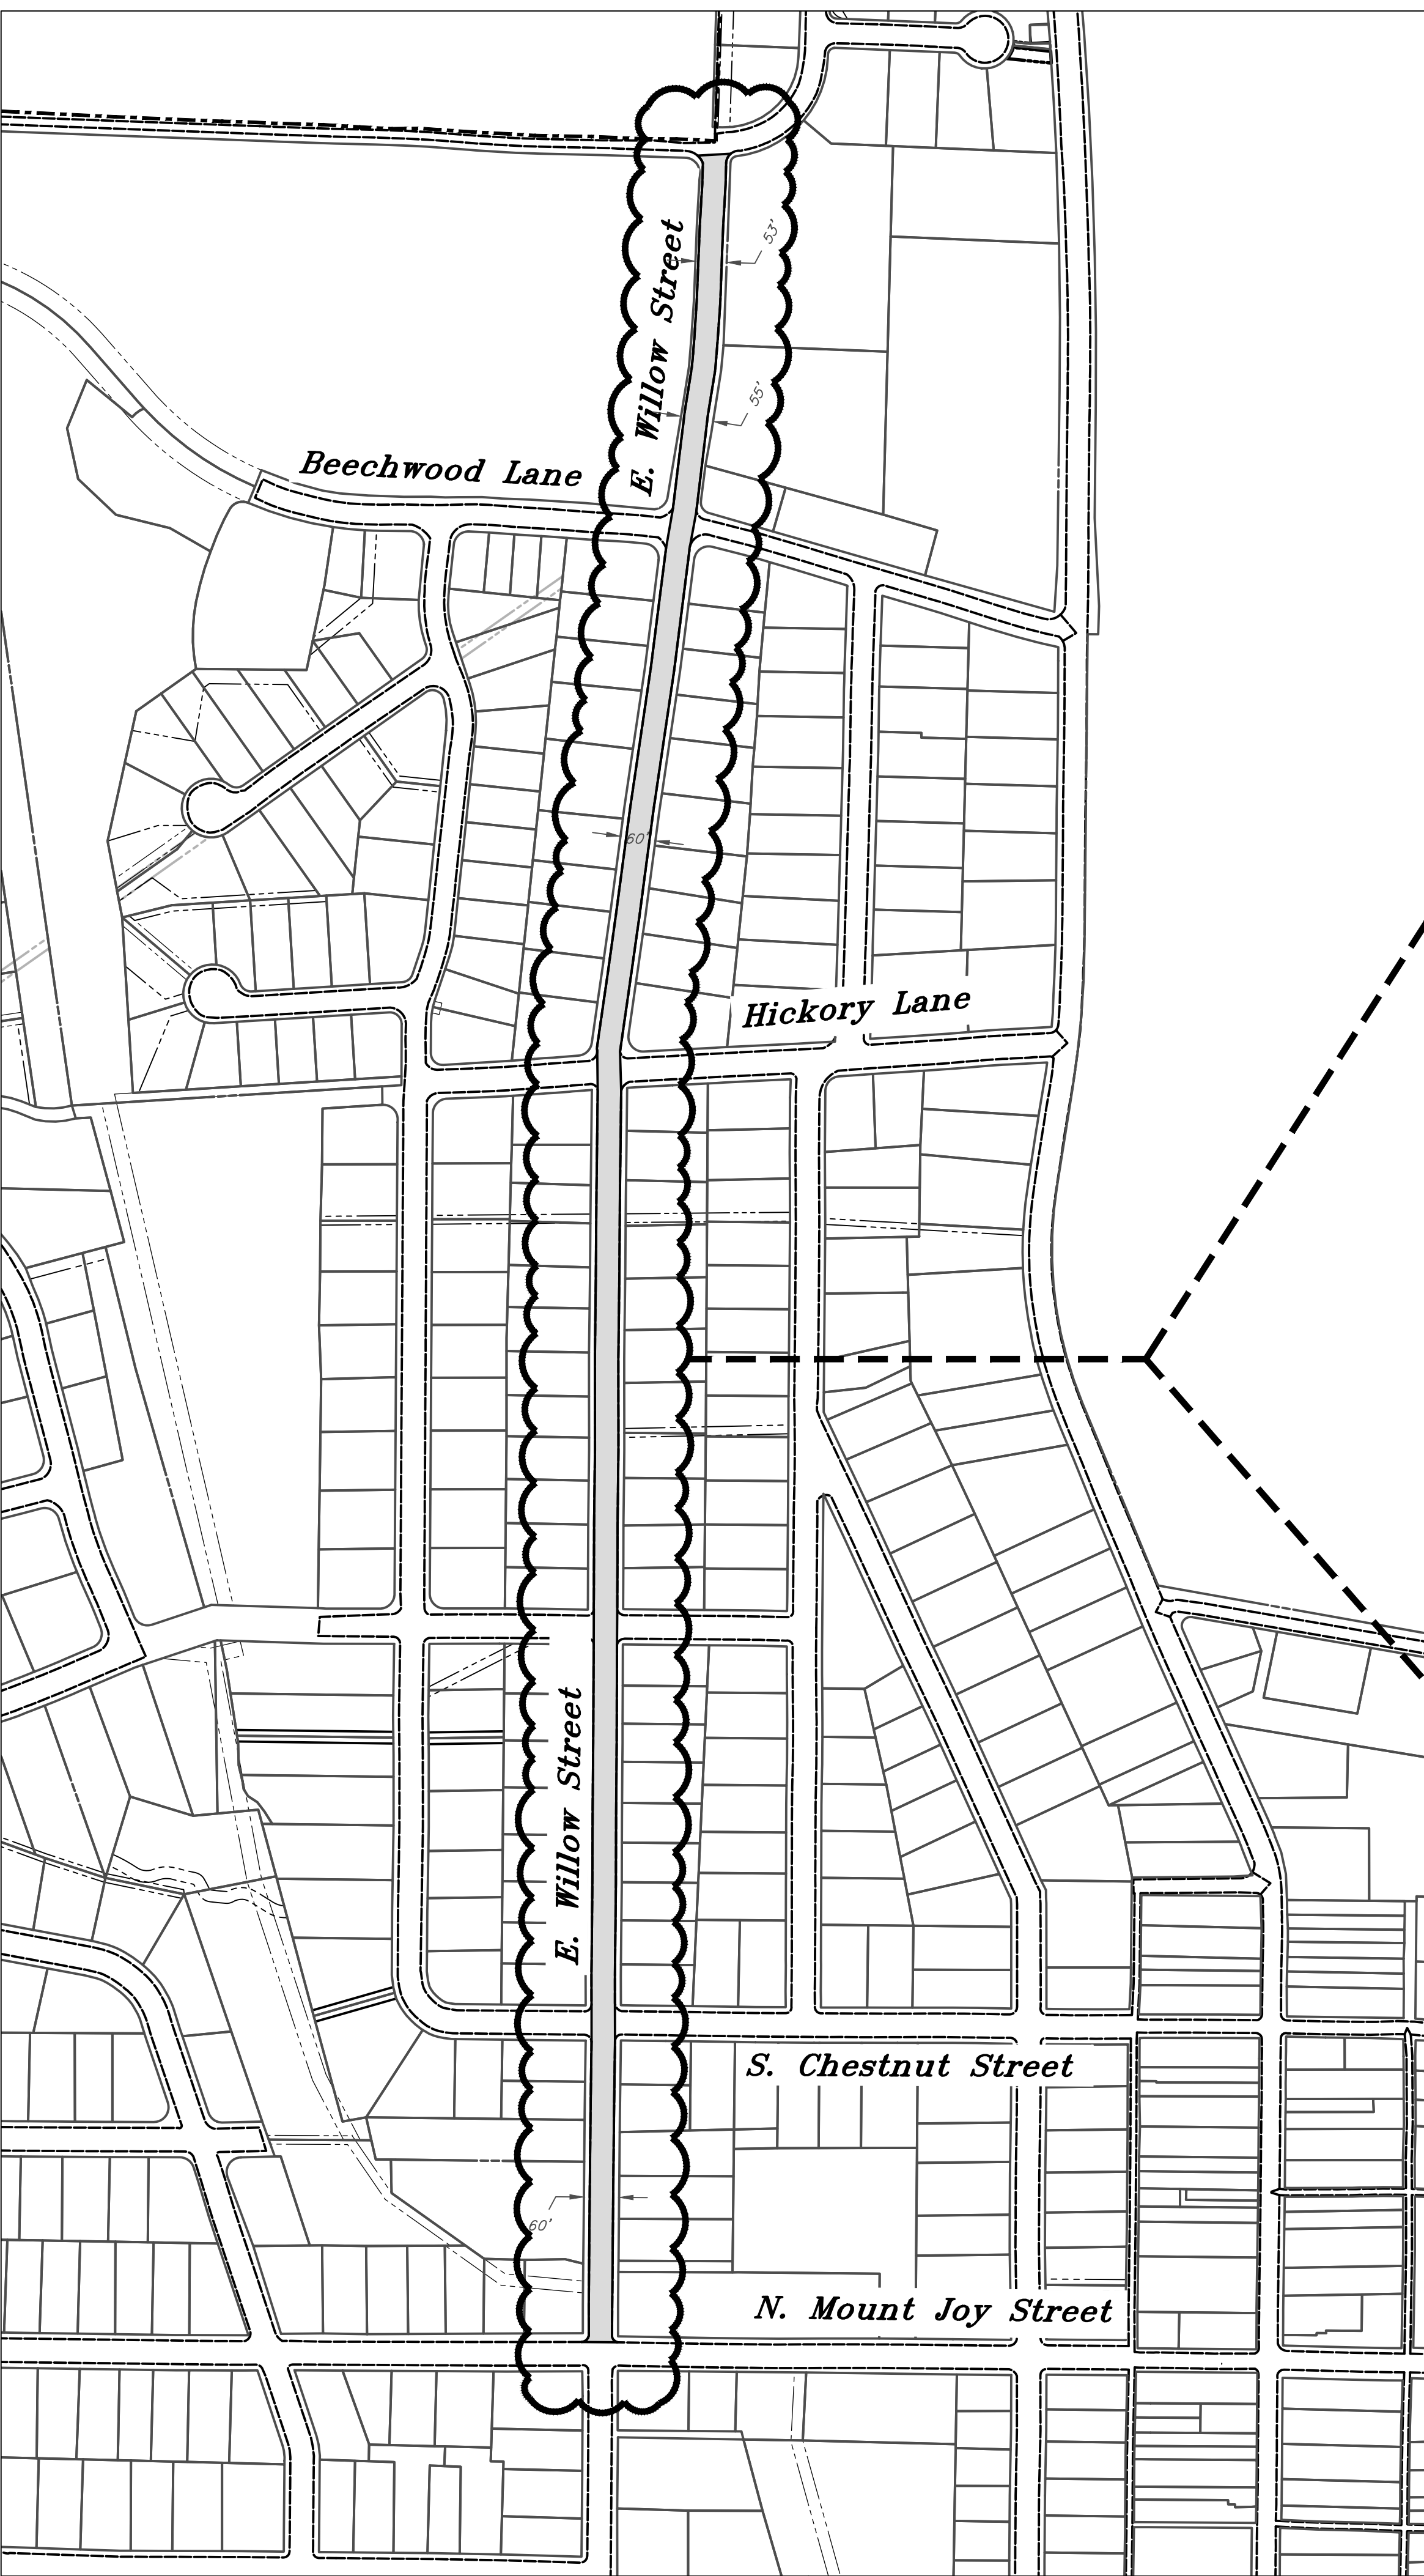 53'
E. Willow Street
55'
Beechwood Lane
60'
Hickory Lane
E. Willow Street
S. Chestnut Street
60'
N. Mount Joy Street